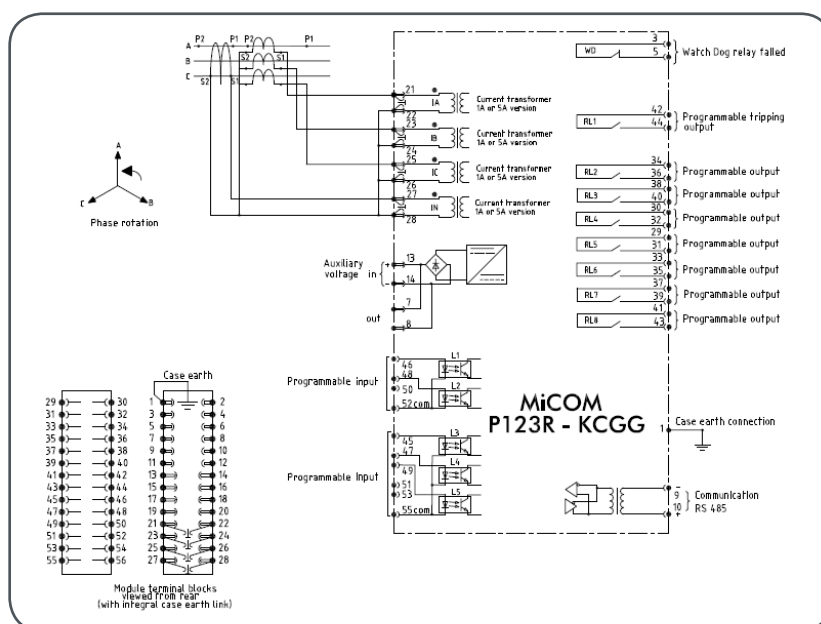 P2 P1 P2 P1 P1
A
B
C
S2 S1
S2 S1
A
C B
Phase rotation
21
IA
Current transformer
1A or 5A version
22
23
IB
Current transformer
1A or 5A version
24
25
IC
Current transformer
1A or 5A version
26
27
IN
Current transformer
1A or 5A version
28
Auxiliary
voltage in
+ 13
- 14
out
7
8
WD
3
5
Watch Dog relay failed
RL1
42
44
Programmable tripping
output
RL2
34
36
Programmable output
RL3
38
40
Programmable output
RL4
30
32
Programmable output
RL5
29
31
Programmable output
RL6
33
35
Programmable output
RL7
37
39
Programmable output
RL8
41
43
Programmable output
Programmable input
L1
46
48
L2
50
52com
Programmable Input
L3
45
47
L4
49
51
53
L5
55com
MiCOM
P123R - KCGG
1
Case earth connection
-
9
10
+
Communication
RS 485
Case earth
29 30 1 2
31 32 3 4
33 34 5 6
35 36 7 8
37 38 9 10
39 40 11 12
41 42 13 14
43 44 15 16
45 46 17 18
47 48 19 20
49 50 21 22
51 52 23 24
53 54 25 26
55 56 27 28
Module terminal blocks
viewed from rear
(with integral case earth link)